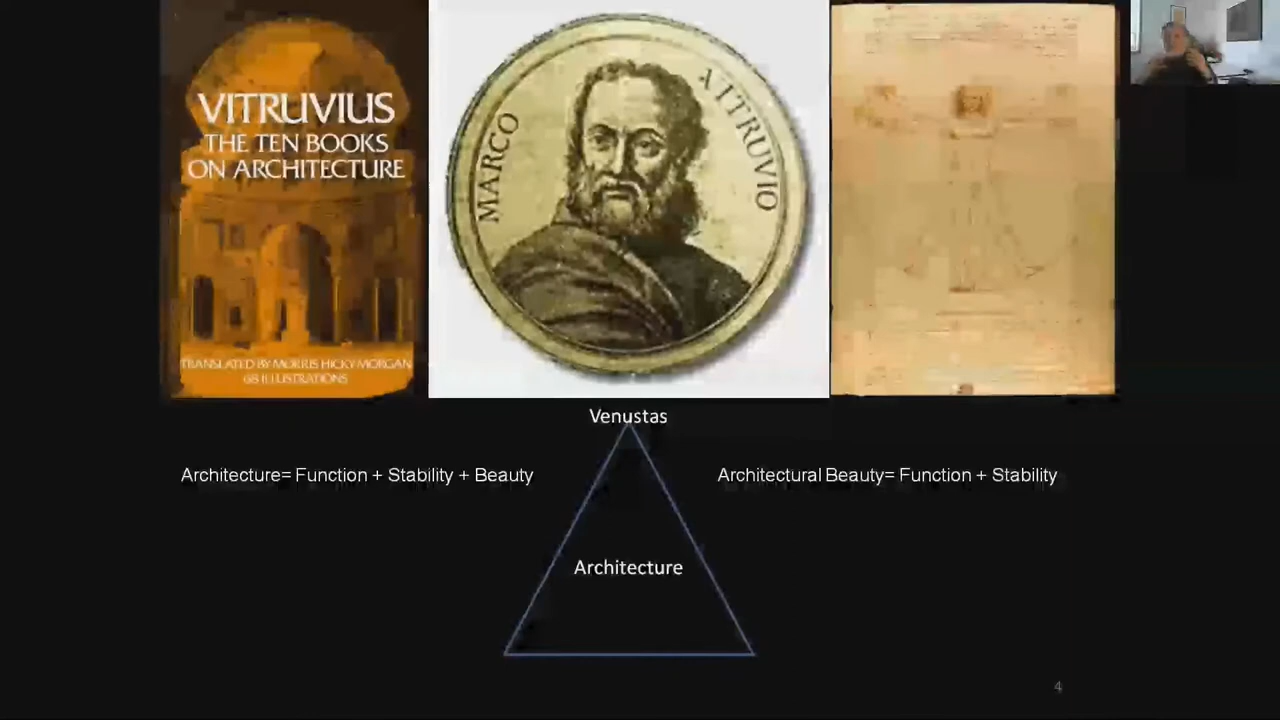 VITRUVIUS
THE TEN BOOKS
ON ARCHITECTURE
TRANSLATED BY MORRIS HICKY MORGAN
68 ILLUSTRATIONS
MARCO
VITRUVIO
Venustas
Architecture= Function + Stability + Beauty
Architectural Beauty= Function + Stability
Architecture
4